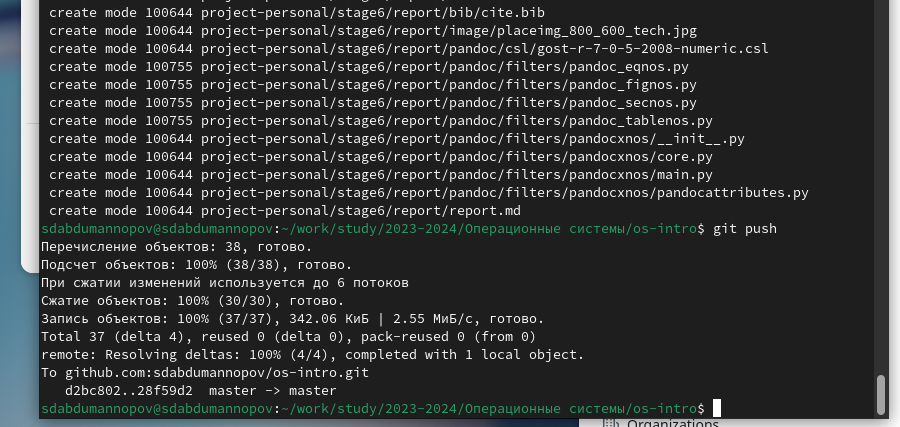 create mode 100644 project-personal/stage6/report/bib/cite.bib
create mode 100644 project-personal/stage6/report/image/placeimg_800_600_tech.jpg
create mode 100644 project-personal/stage6/report/pandoc/csl/gost-r-7-0-5-2008-numeric.csl
create mode 100755 project-personal/stage6/report/pandoc/filters/pandoc_eqnos.py
create mode 100755 project-personal/stage6/report/pandoc/filters/pandoc_fignos.py
create mode 100755 project-personal/stage6/report/pandoc/filters/pandoc_secnos.py
create mode 100755 project-personal/stage6/report/pandoc/filters/pandoc_tablenos.py
create mode 100644 project-personal/stage6/report/pandoc/filters/pandocxnos/__init__.py
create mode 100644 project-personal/stage6/report/pandoc/filters/pandocxnos/core.py
create mode 100644 project-personal/stage6/report/pandoc/filters/pandocxnos/main.py
create mode 100644 project-personal/stage6/report/pandoc/filters/pandocxnos/pandocattributes.py
create mode 100644 project-personal/stage6/report/report.md
sdabdumannopov@sdabdumannopov:~/work/study/2023-2024/Операционные системы/os-intro$ git push
Перечисление объектов: 38, готово.
Подсчет объектов: 100% (38/38), готово.
При сжатии изменений используется до 6 потоков
Сжатие объектов: 100% (30/30), готово.
Запись объектов: 100% (37/37), 342.06 КиБ | 2.55 МиБ/с, готово.
Total 37 (delta 4), reused 0 (delta 0), pack-reused 0 (from 0)
remote: Resolving deltas: 100% (4/4), completed with 1 local object.
To github.com:sdabdumannopov/os-intro.git
d2bc802..28f59d2 master -> master
sdabdumannopov@sdabdumannopov:~/work/study/2023-2024/Операционные системы/os-intro$
Organizations